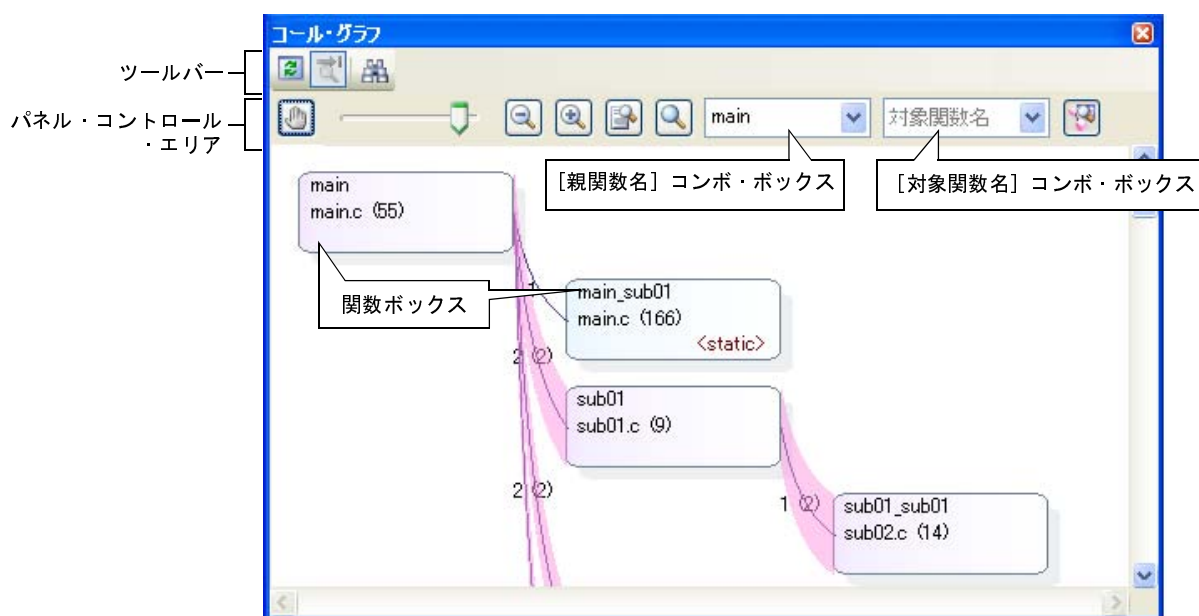 コール・グラフ
ツールバー
パネル・コントロール
・エリア
main
対象関数名
[親関数名] コンボ・ボックス
[対象関数名] コンボ・ボックス
main
main.c (55)
関数ボックス
1
main_sub01
main.c (166)
<static>
2 (2)
sub01
sub01.c (9)
2 (2)
1 (2)
sub01_sub01
sub02.c (14)